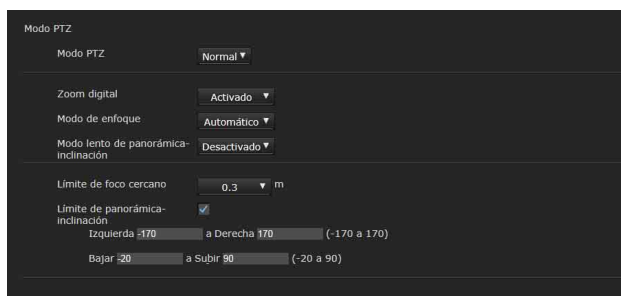 Modo PTZ
Modo PTZ Normal
Zoom digital Activado
Modo de enfoque Automático
Modo lento de panorámica-
inclinación Desactivado
Límite de foco cercano 0.3 m
Límite de panorámica-
inclinación
Izquierda -170 a Derecha 170 (-170 a 170)
Bajar -20 a Subir 90 (-20 a 90)